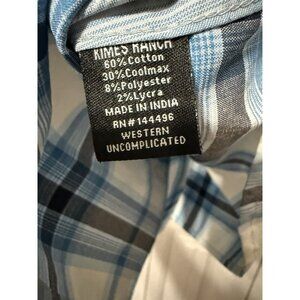 KIMES RANCH
60%Cotton
30%Coolmax
8%Polyester
2%Lycra
MADE IN INDIA
RN#144496
WESTERN
UNCOMPLICATED